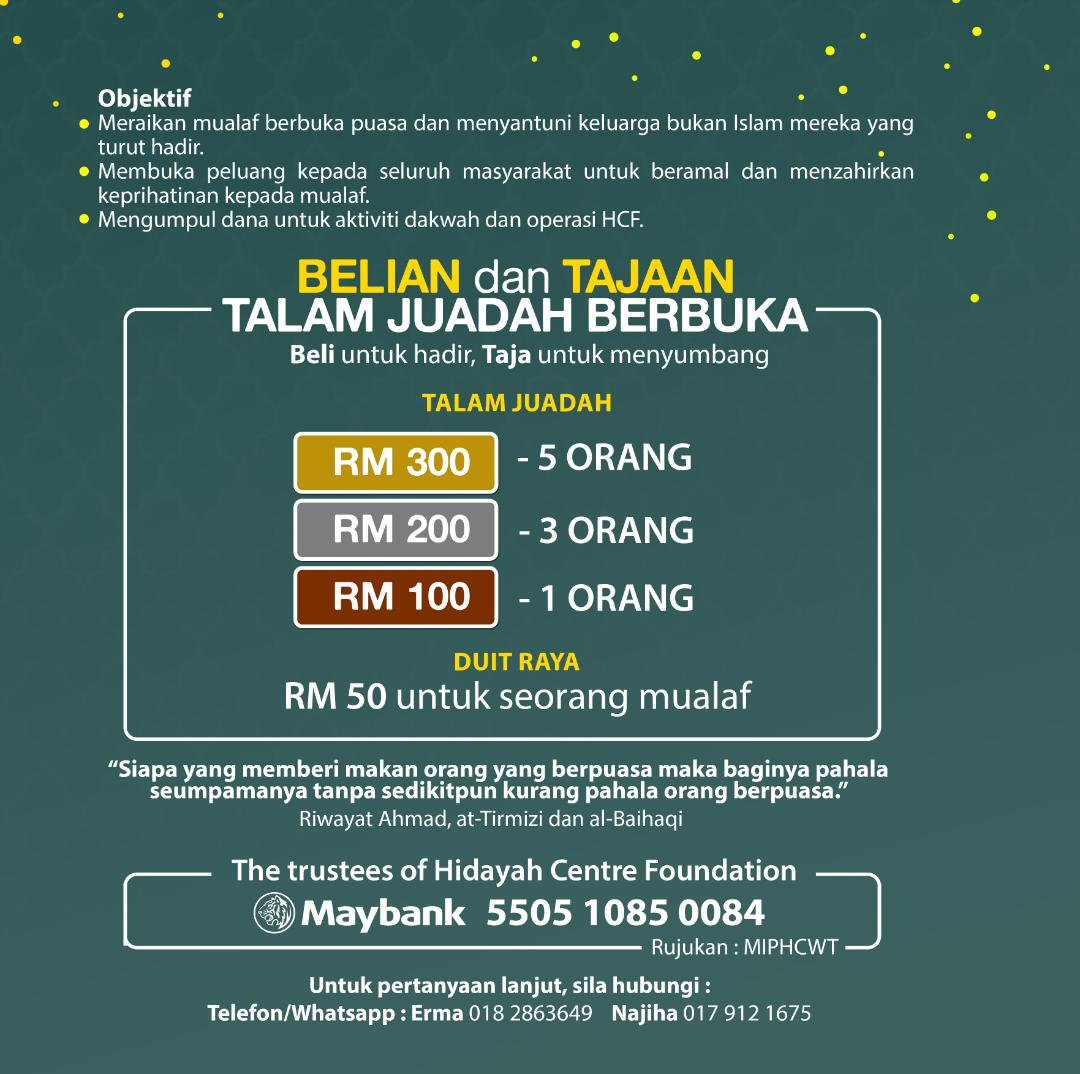 Objektif
Meraikan mualaf berbuka puasa dan menyantuni keluarga bukan Islam mereka yang
turut hadir.
Membuka peluang kepada seluruh masyarakat untuk beramal dan menzahirkan
keprihatinan kepada mualaf.
Mengumpul dana untuk aktiviti dakwah dan operasi HCF.
BELIAN dan TAJAAN
TALAM JUADAH BERBUKA
Beli untuk hadir, Taja untuk menyumbang
TALAM JUADAH
RM 300 - 5 ORANG
RM 200 - 3 ORANG
RM 100 - 1 ORANG
DUIT RAYA
RM 50 untuk seorang mualaf
“Siapa yang memberi makan orang yang berpuasa maka baginya pahala
seumpamanya tanpa sedikitpun kurang pahala orang berpuasa.”
Riwayat Ahmad, at-Tirmizi dan al-Baihaqi
The trustees of Hidayah Centre Foundation
Maybank 5505 1085 0084
Rujukan : MIPHCWT
Untuk pertanyaan lanjut, sila hubungi :
Telefon/Whatsapp : Erma 018 2863649 Najiha 017 912 1675